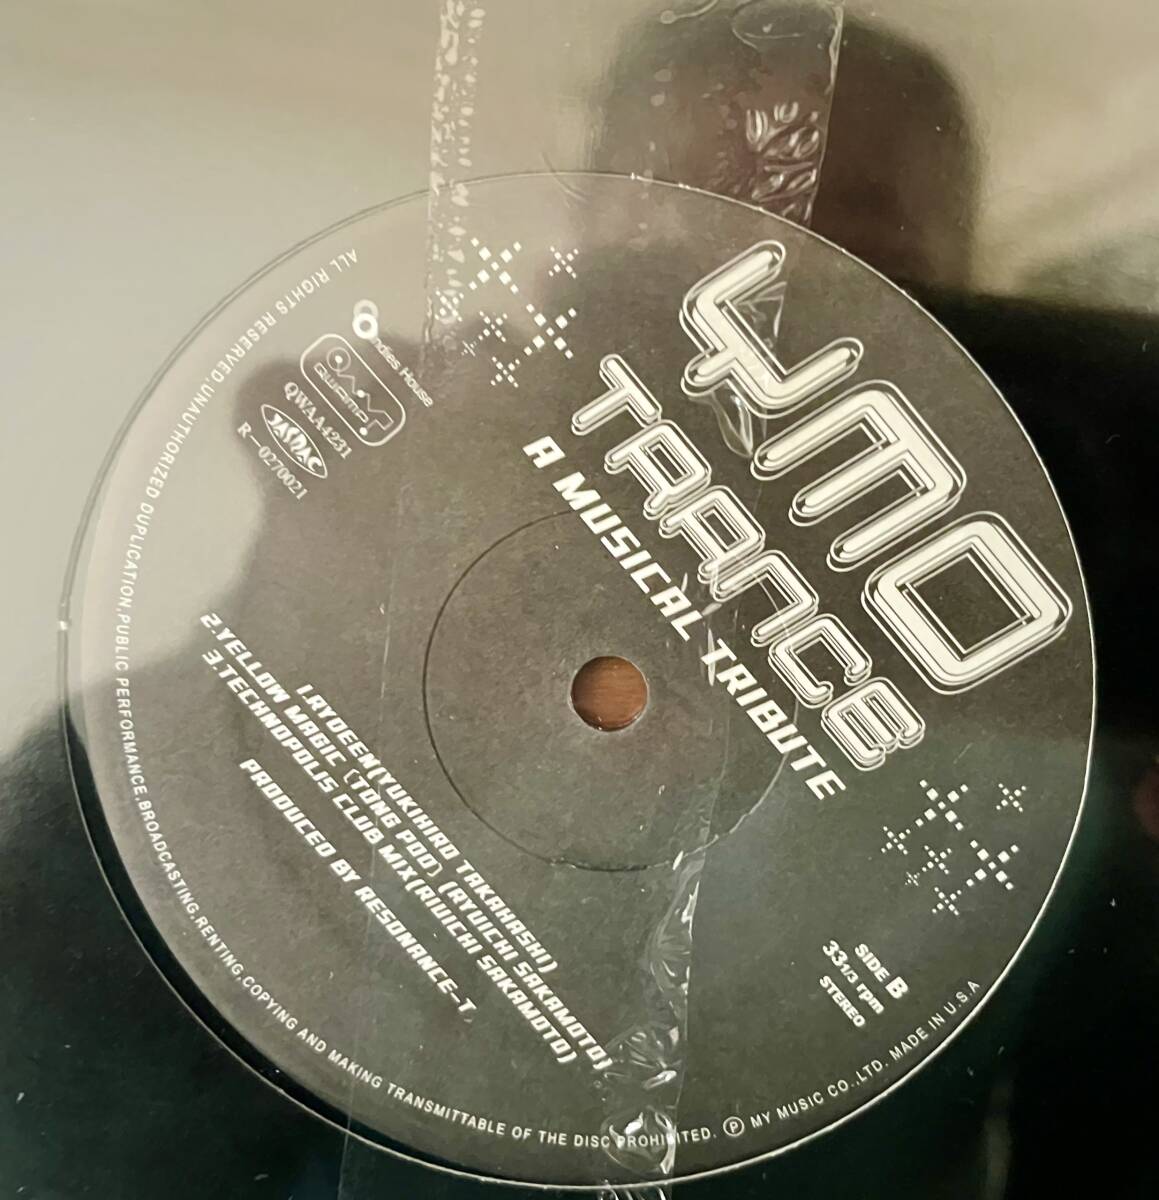 YMO
TRANCE
A MUSICAL TRIBUTE
Indies House
QWAA4231
JASRAC
R-0270021
1.RYDEEN(YUKIHIRO TAKAHASHI)
2.YELLOW MAGIC (TONG POO) (RYUICHI SAKAMOTO)
3.TECHNOPOLIS CLUB MIX(RIUICHI SAKAMOTO)
PRODUCED BY RESONANCE-T
SIDE B
33 1/3 rpm
STEREO
ALL RIGHTS RESERVED.UNAUTHORIZED DUPLICATION,PUBLIC PERFORMANCE,BROADCASTING,RENTING,COPYING AND MAKING TRANSMITTABLE OF THE DISC PROHIBITED. Ⓟ MY MUSIC CO.,LTD. MADE IN U.S.A